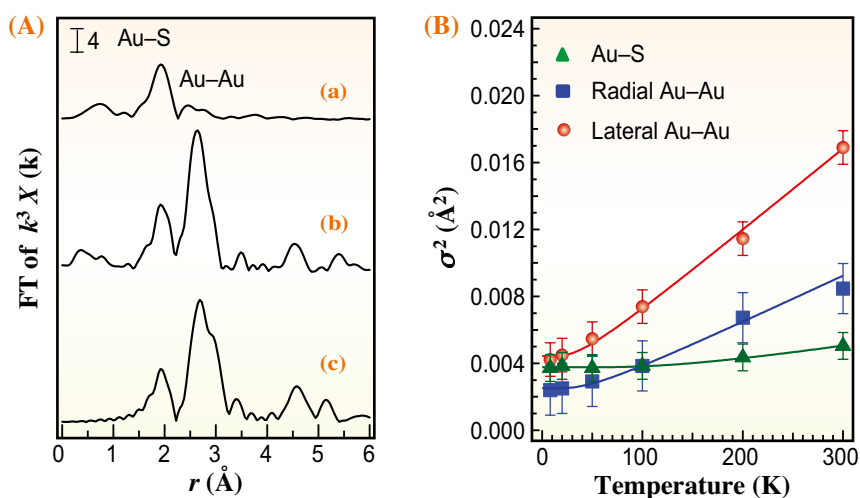 (A)
4 Au–S
Au–Au
(a)
(b)
(c)
FT of k³ X (k)
0 1 2 3 4 5 6
r (Å)
(B)
0.024
0.020
0.016
0.012
0.008
0.004
0.000
σ² (Å²)
Au–S
Radial Au–Au
Lateral Au–Au
0 100 200 300
Temperature (K)